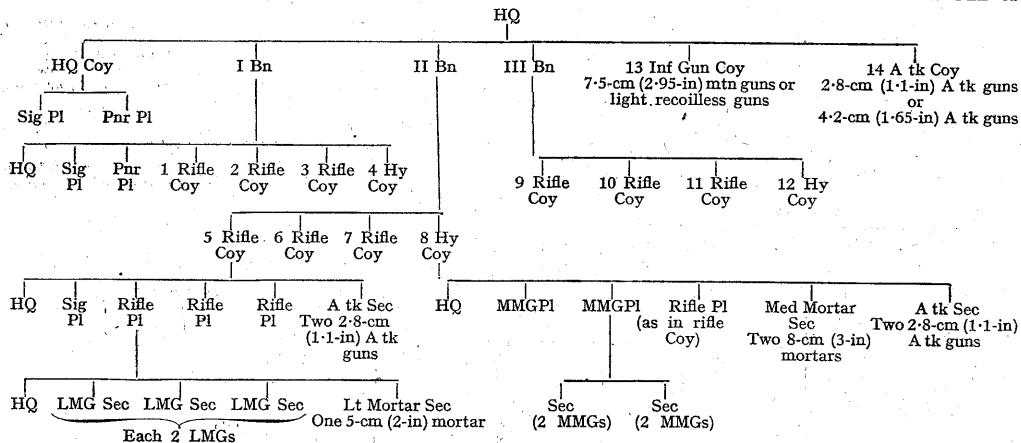 HQ
HQ Coy I Bn II Bn III Bn 13 Inf Gun Coy 14 A tk Coy
7·5-cm (2·95-in) mtn guns or 2·8-cm (1·1-in) A tk guns
light recoilless guns or
4·2-cm (1·65-in) A tk guns
Sig Pl Pnr Pl
HQ Sig Pnr 1 Rifle 2 Rifle 3 Rifle 4 Hy
Pl Pl Coy Coy Coy Coy
9 Rifle 10 Rifle 11 Rifle 12 Hy
Coy Coy Coy Coy
5 Rifle 6 Rifle 7 Rifle 8 Hy
Coy Coy Coy Coy
HQ Sig Rifle Rifle Rifle A tk Sec
Pl Pl Pl Pl Two 2·8-cm
(1·1-in) A tk
guns
HQ MMGPl MMGPl Rifle Pl Med Mortar A tk Sec
(as in rifle Sec Two 2·8-cm (1·1-in)
Coy) Two 8-cm (3-in) A tk guns
mortars
HQ LMG Sec LMG Sec LMG Sec Lt Mortar Sec
One 5-cm (2-in) mortar
Each 2 LMGs
Sec Sec
(2 MMGs) (2 MMGs)